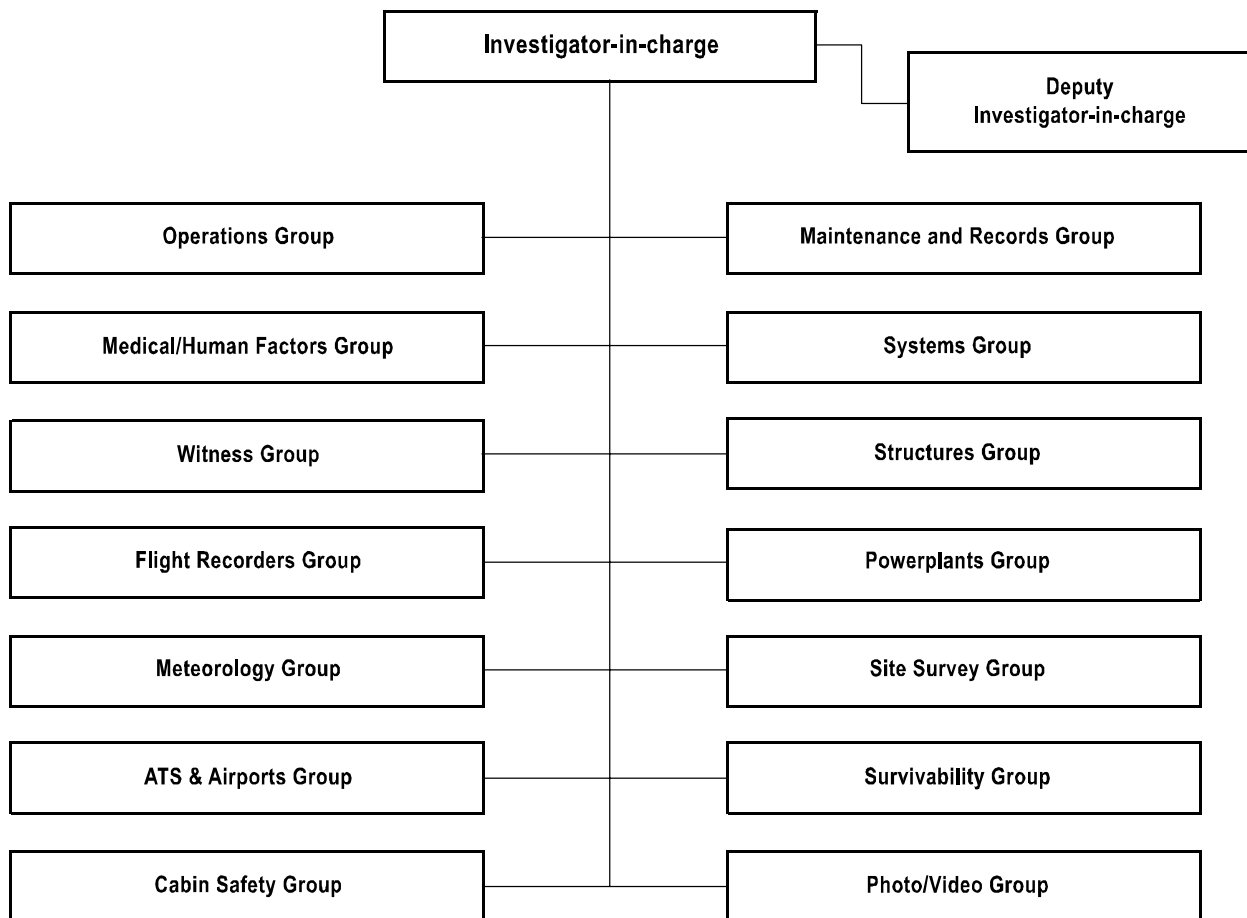 Investigator-in-charge
Deputy
Investigator-in-charge
Operations Group
Maintenance and Records Group
Medical/Human Factors Group
Systems Group
Witness Group
Structures Group
Flight Recorders Group
Powerplants Group
Meteorology Group
Site Survey Group
ATS & Airports Group
Survivability Group
Cabin Safety Group
Photo/Video Group